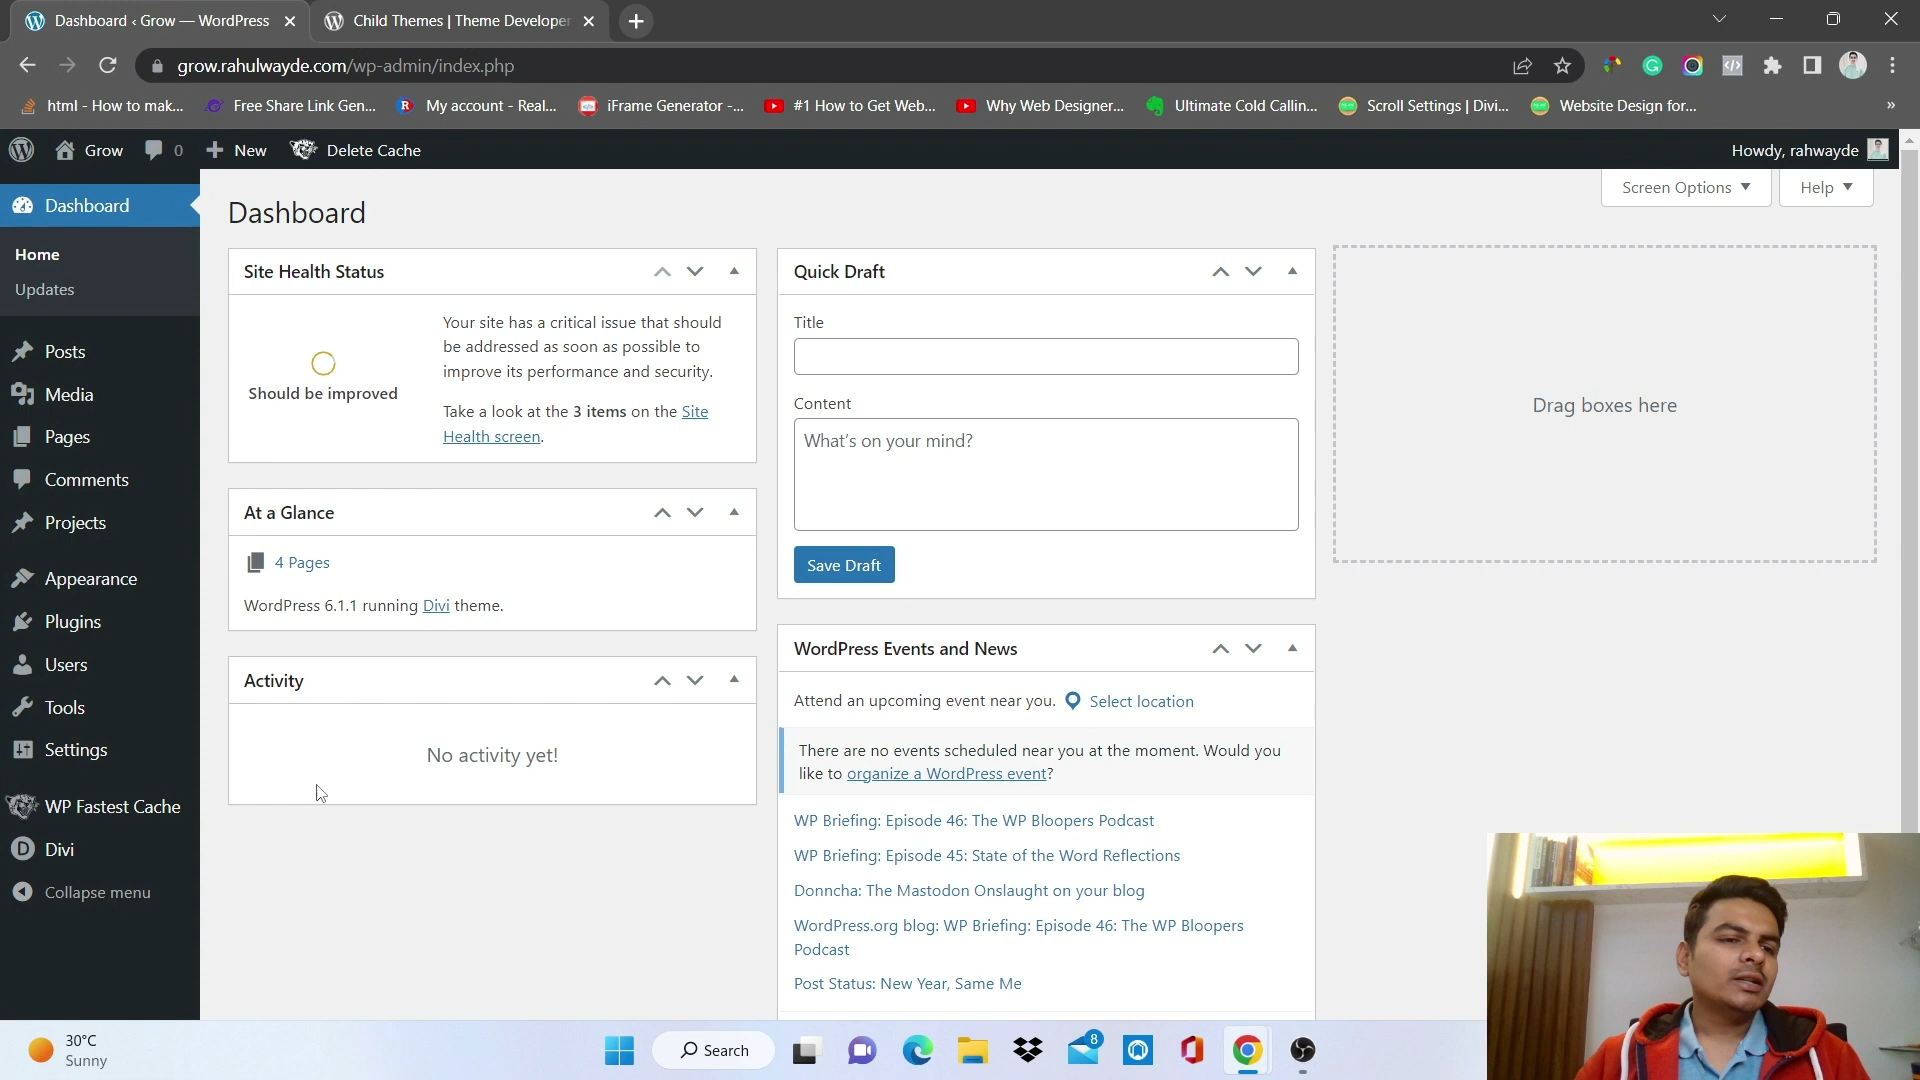 Dashboard ‹ Grow — WordPress
Child Themes | Theme Developer
grow.rahulwayde.com/wp-admin/index.php
html - How to mak...
Free Share Link Gen...
My account - Real...
iFrame Generator -...
#1 How to Get Web...
Why Web Designer...
Ultimate Cold Callin...
Scroll Settings | Divi...
Website Design for...
»
Grow
0
New
Delete Cache
Howdy, rahwayde
Dashboard
Home
Updates
Posts
Media
Pages
Comments
Projects
Appearance
Plugins
Users
Tools
Settings
WP Fastest Cache
Divi
Collapse menu
Screen Options
Help
Dashboard
Site Health Status
Should be improved
Your site has a critical issue that should
be addressed as soon as possible to
improve its performance and security.
Take a look at the 3 items on the Site
Health screen.
At a Glance
4 Pages
WordPress 6.1.1 running Divi theme.
Activity
No activity yet!
Quick Draft
Title
Content
What's on your mind?
Save Draft
WordPress Events and News
Attend an upcoming event near you. Select location
There are no events scheduled near you at the moment. Would you
like to organize a WordPress event?
WP Briefing: Episode 46: The WP Bloopers Podcast
WP Briefing: Episode 45: State of the Word Reflections
Donncha: The Mastodon Onslaught on your blog
WordPress.org blog: WP Briefing: Episode 46: The WP Bloopers
Podcast
Post Status: New Year, Same Me
Drag boxes here
30°C
Sunny
Search
8